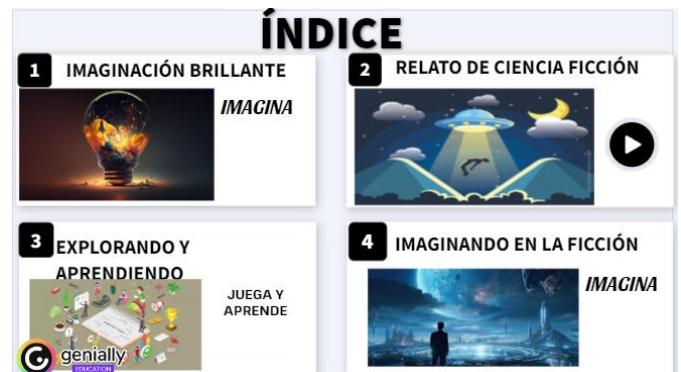 ÍNDICE
1 IMAGINACIÓN BRILLANTE
IMAGINA
2 RELATO DE CIENCIA FICCIÓN
3 EXPLORANDO Y
APRENDIENDO
JUEGA Y
APRENDE
genially
EDUCATION
4 IMAGINANDO EN LA FICCIÓN
IMAGINA